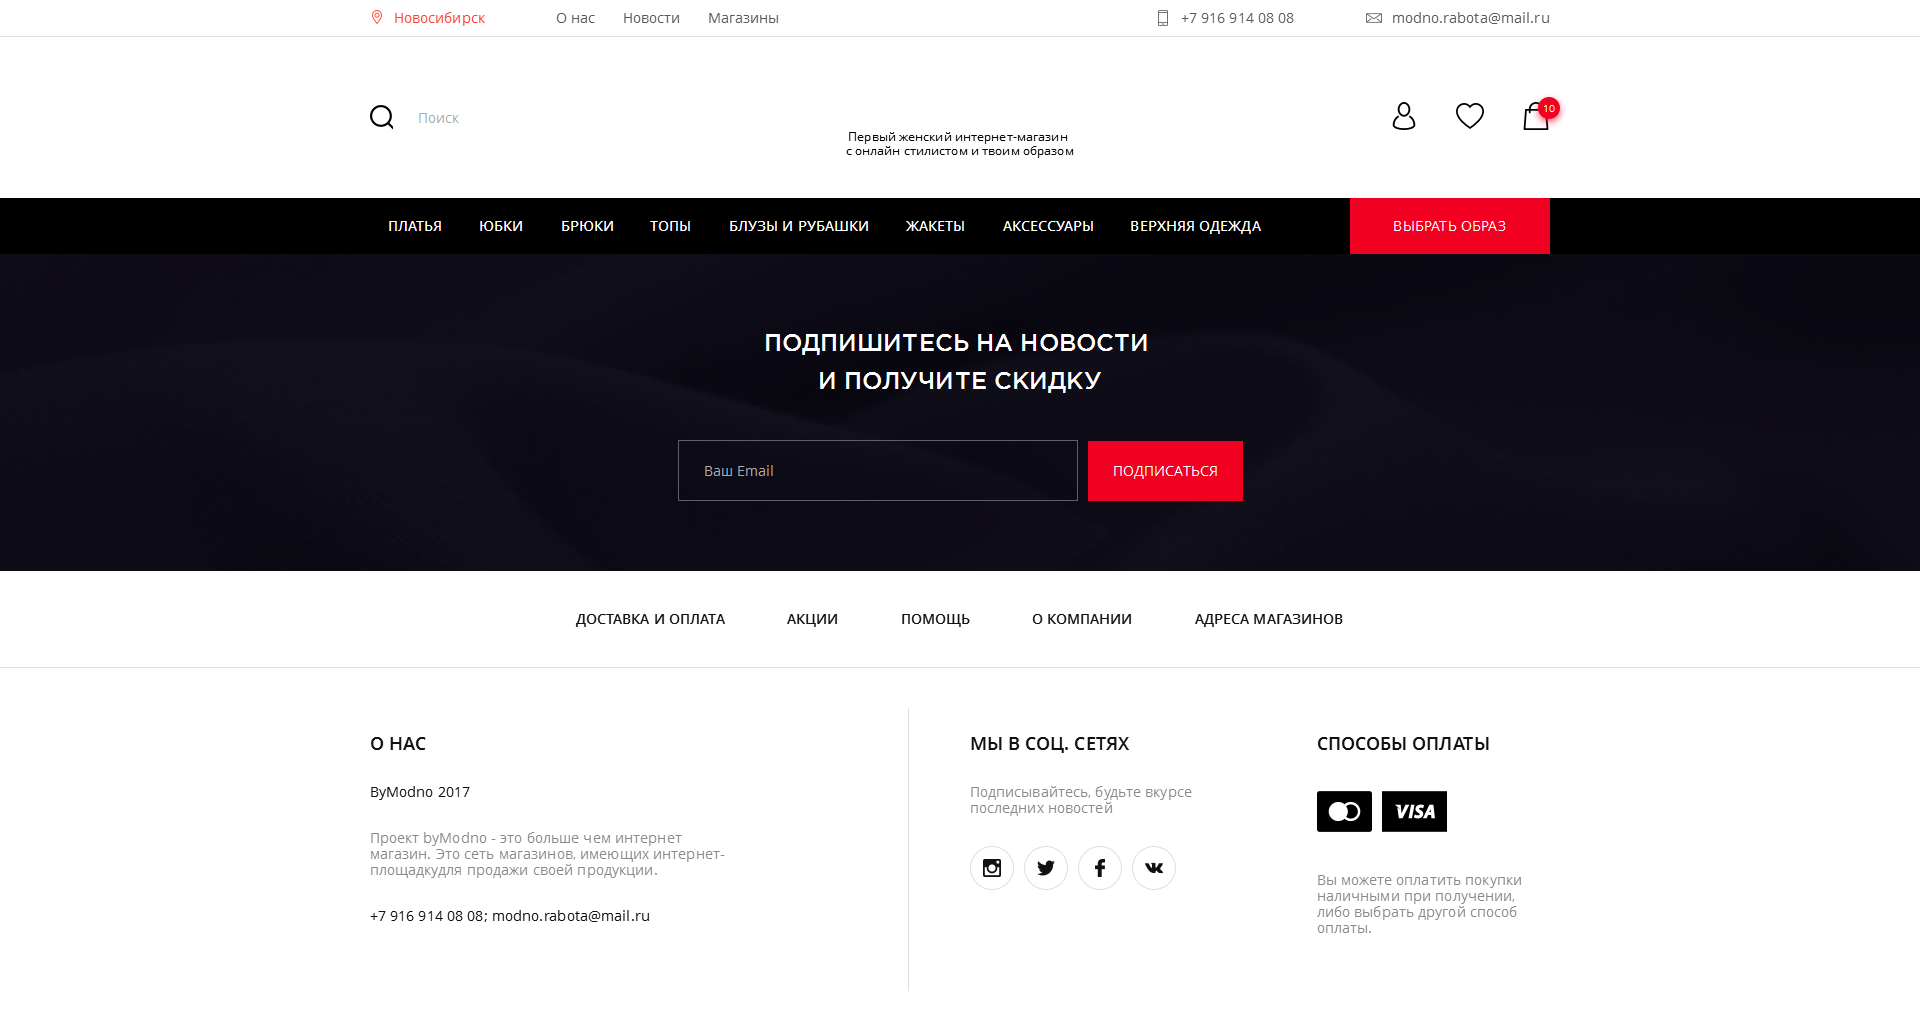 Новосибирск
О нас
Новости
Магазины
+7 916 914 08 08
modno.rabota@mail.ru
Поиск
Первый женский интернет-магазин
с онлайн стилистом и твоим образом
10
ПЛАТЬЯ
ЮБКИ
БРЮКИ
ТОПЫ
БЛУЗЫ И РУБАШКИ
ЖАКЕТЫ
АКСЕССУАРЫ
ВЕРХНЯЯ ОДЕЖДА
ВЫБРАТЬ ОБРАЗ
ПОДПИШИТЕСЬ НА НОВОСТИ
И ПОЛУЧИТЕ СКИДКУ
Ваш Email
ПОДПИСАТЬСЯ
ДОСТАВКА И ОПЛАТА
АКЦИИ
ПОМОЩЬ
О КОМПАНИИ
АДРЕСА МАГАЗИНОВ
О НАС
ByModno 2017
Проект byModno - это больше чем интернет
магазин. Это сеть магазинов, имеющих интернет-
площадкудля продажи своей продукции.
+7 916 914 08 08; modno.rabota@mail.ru
МЫ В СОЦ. СЕТЯХ
Подписывайтесь, будьте вкурсе
последних новостей
СПОСОБЫ ОПЛАТЫ
VISA
Вы можете оплатить покупки
наличными при получении,
либо выбрать другой способ
оплаты.